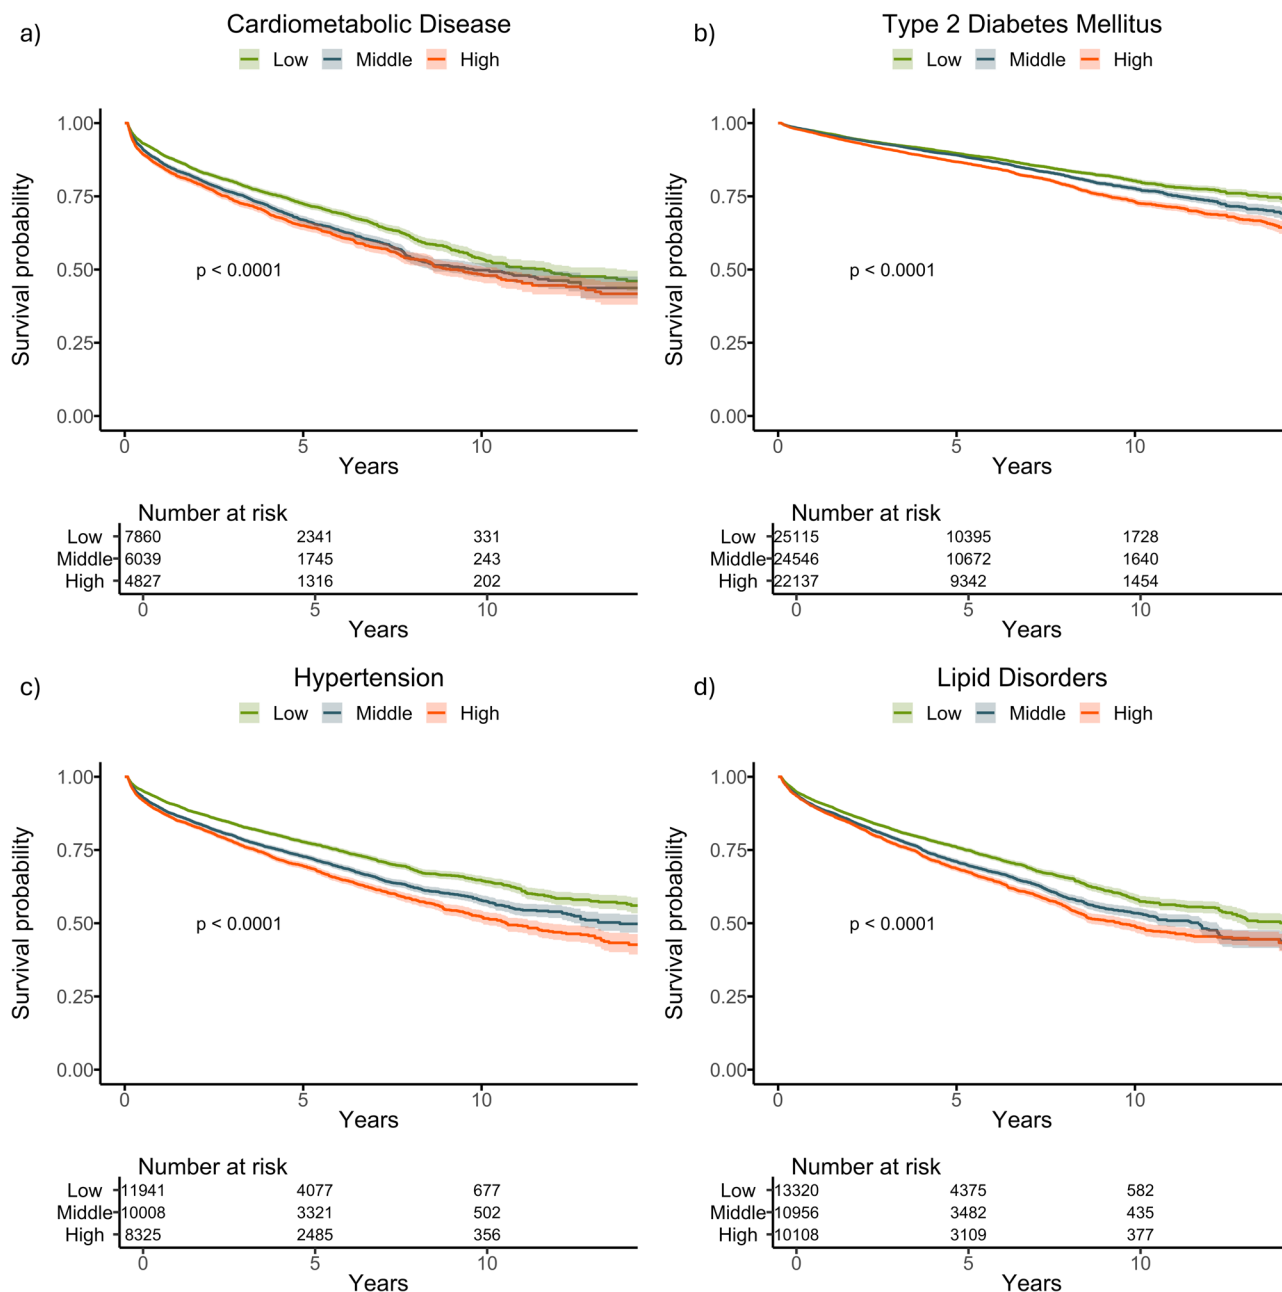 a)
Cardiometabolic Disease
Low Middle High
1.00
0.75
0.50
0.25
0.00
Survival probability
p < 0.0001
0 5 10
Years
Number at risk
Low 7860 2341 331
Middle 6039 1745 243
High 4827 1316 202
0 5 10
Years
b)
Type 2 Diabetes Mellitus
Low Middle High
1.00
0.75
0.50
0.25
0.00
Survival probability
p < 0.0001
0 5 10
Years
Number at risk
Low 25115 10395 1728
Middle 24546 10672 1640
High 22137 9342 1454
0 5 10
Years
c)
Hypertension
Low Middle High
1.00
0.75
0.50
0.25
0.00
Survival probability
p < 0.0001
0 5 10
Years
Number at risk
Low 11941 4077 677
Middle 10008 3321 502
High 8325 2485 356
0 5 10
Years
d)
Lipid Disorders
Low Middle High
1.00
0.75
0.50
0.25
0.00
Survival probability
p < 0.0001
0 5 10
Years
Number at risk
Low 13320 4375 582
Middle 10956 3482 435
High 10108 3109 377
0 5 10
Years